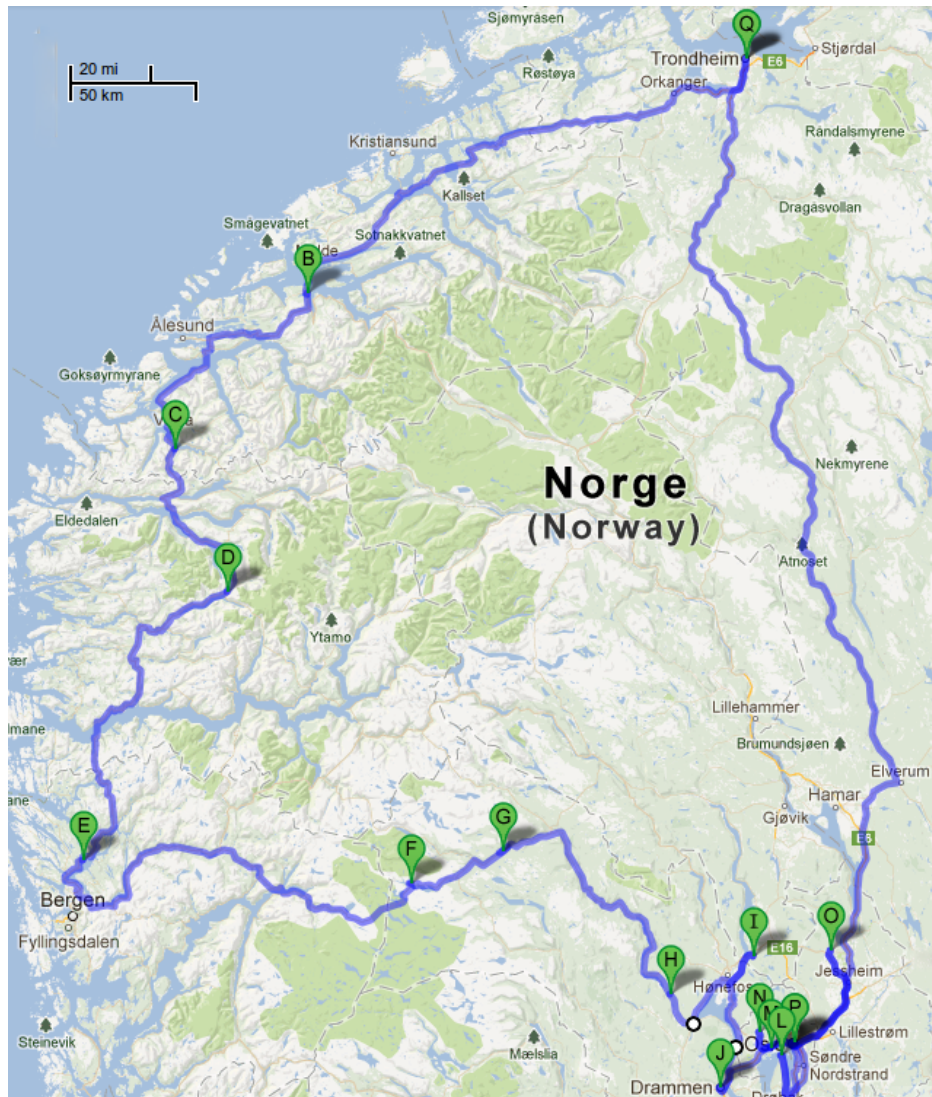 Sjømyråsen
Q
Trondheim
E6
Stjørdal
20 mi
50 km
Røstøya
Orkanger
Kristiansund
Råndalsmyrene
Kallset
Dragåsvollan
Smågevatnet
Sotnakkvatnet
B
Ålesund
Goksøyrmyrane
C
Nekmyrene
Norge
(Norway)
Eldedalen
D
Atnoset
Ytamo
Lillehammer
Brumundsjøen
Elverum
Hamar
Gjøvik
E
G
E6
F
Bergen
Fyllingsdalen
O
I
E16
H
Jessheim
Hønefos
N
P
M
L
Steinevik
Lillestrøm
Mælslia
J
Søndre
Nordstrand
Drammen